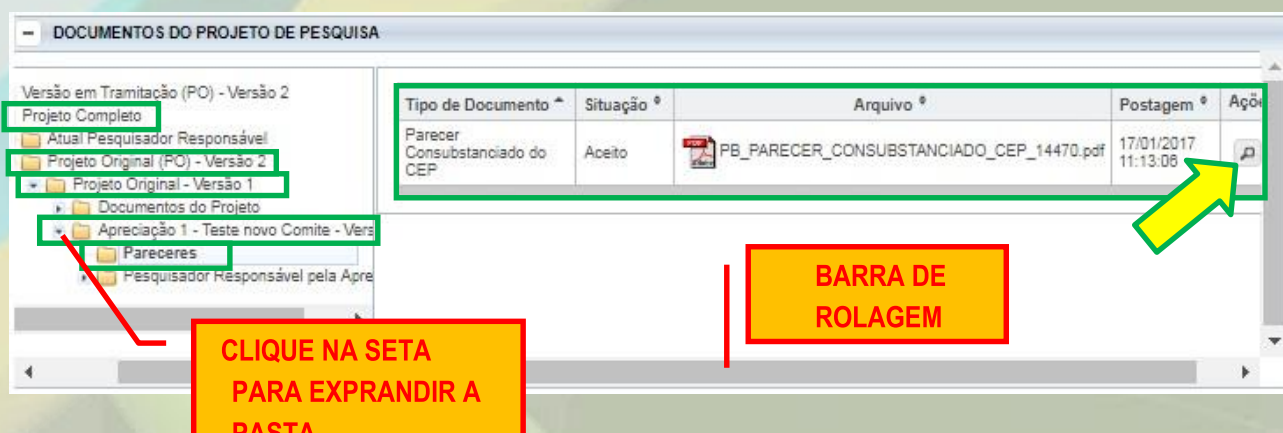 DOCUMENTOS DO PROJETO DE PESQUISA
Versão em Tramitação (PO) - Versão 2
Projeto Completo
Atual Pesquisador Responsável
Projeto Original (PO) - Versão 2
Projeto Original - Versão 1
Documentos do Projeto
Apreciação 1 - Teste novo Comite - Vers
Pareceres
Pesquisador Responsável pela Apre
Tipo de Documento Situação Arquivo Postagem Açõe
Parecer
Consubstanciado do
CEP
Aceito
PB_PARECER_CONSUBSTANCIADO_CEP_14470.pdf
17/01/2017
11:13:06
BARRA DE
ROLAGEM
CLIQUE NA SETA
PARA EXPRANDIR A
PASTA